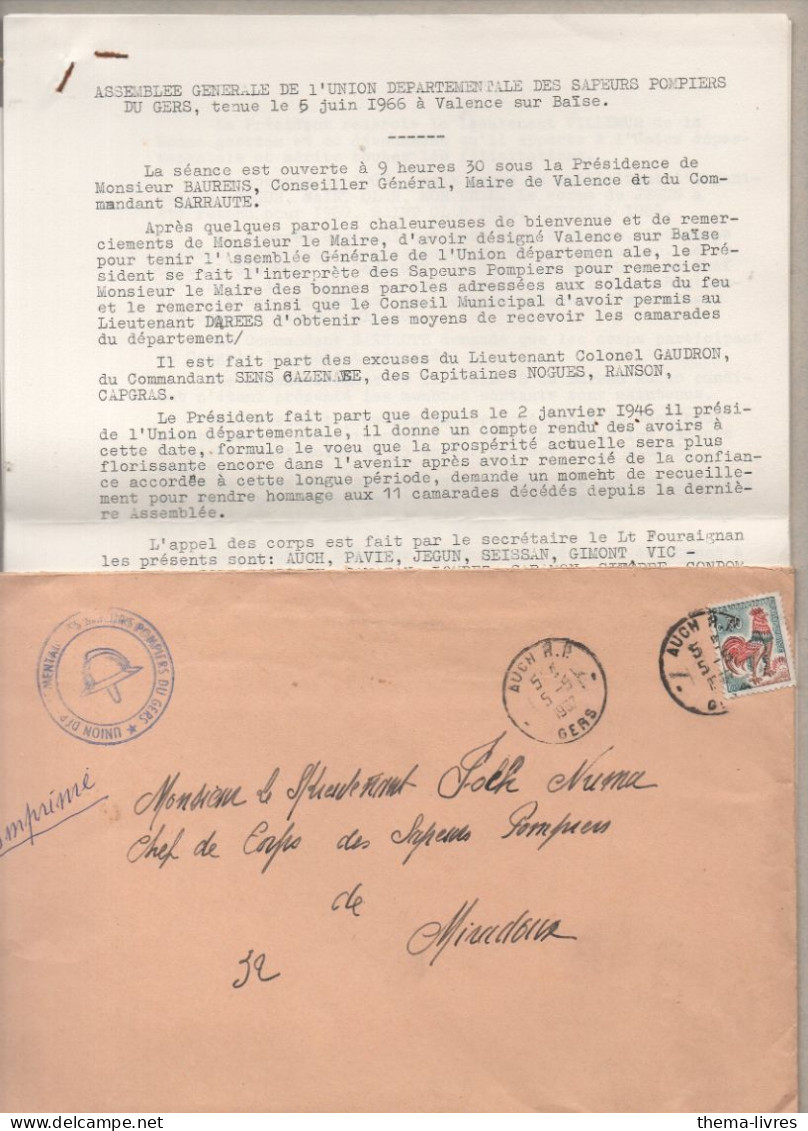 ASSEMBLEE GENERALE DE l'UNION DEPARTEMENTALE DES SAPEURS POMPIERS
DU GERS, tenue le 5 juin I966 à Valence sur Baïse.
------
La séance est ouverte à 9 heures 30 sous la Présidence de
Monsieur BAURENS, Conseiller Général, Maire de Valence et du Com-
mandant SARRAUTE.
Après quelques paroles chaleureuses de bienvenue et de remer-
ciements de Monsieur le Maire, d'avoir désigné Valence sur Baïse
pour tenir l'Assemblée Générale de l'Union départemen ale, le Pré-
sident se fait l'interprète des Sapeurs Pompiers pour remercier
Monsieur le Maire des bonnes paroles adressées aux soldats du feu
et le remercier ainsi que le Conseil Municipal d'avoir permis au
Lieutenant DAREES d'obtenir les moyens de recevoir les camarades
du département/
Il est fait part des excuses du Lieutenant Colonel GAUDRON,
du Commandant SENS des Capitaines NOGUES, RANSON,
CAPGRAS.
Le Président fait part que depuis le 2 janvier I946 il prési-
de l'Union départementale, il donne un compte rendu des avoirs à
cette date, formule le voeu que la prospérité actuelle sera plus
florissante encore dans l'avenir après avoir remercié de la confian-
ce accordée à cette longue période, demande un moment de recueille-
ment pour rendre hommage aux 11 camarades décédés depuis la derniè-
re Assemblée.
L'appel des corps est fait par le secrétaire le Lt Fouraignan
les présents sont: AUCH, PAVIE, JEGUN, SEISSAN, GIMONT VIC -
CONDOM
UNION DEPARTEMENTALE DES SAPEURS POMPIERS DU GERS
AUCH R.P.
1967
GERS
AUCH R.P.
Imprimé
Monsieur le Folch Numa
Chef de Corps des Sapeurs Pompiers
de
Miradoux
32
thema-livres